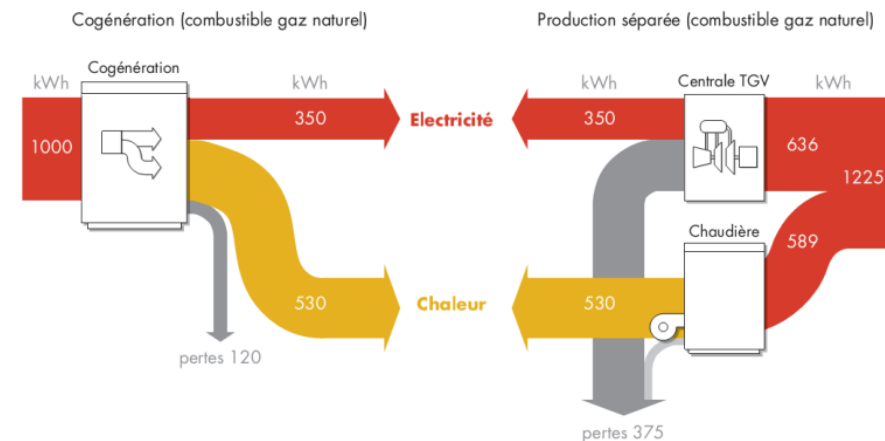 Cogénération (combustible gaz naturel)
Production séparée (combustible gaz naturel)
kWh
Cogénération
kWh
kWh
Centrale TGV
kWh
1000
350
Electricité
350
636
1225
Chaudière
589
530
Chaleur
530
pertes 120
pertes 375